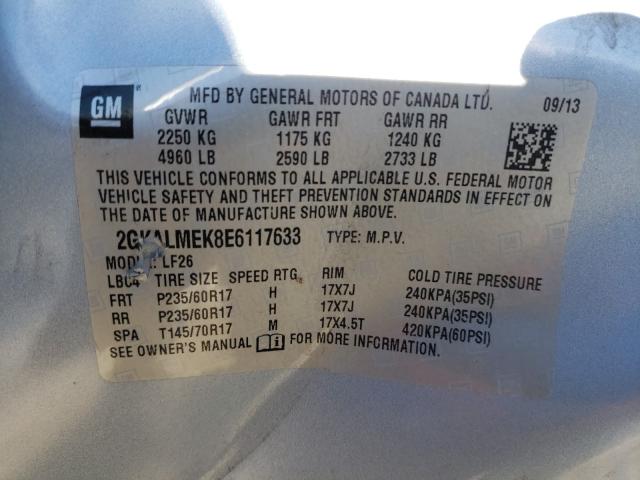 GM
MFD BY GENERAL MOTORS OF CANADA LTD. 09/13
GVWR GAWR FRT GAWR RR
2250 KG 1175 KG 1240 KG
4960 LB 2590 LB 2733 LB
THIS VEHICLE CONFORMS TO ALL APPLICABLE U.S. FEDERAL MOTOR
VEHICLE SAFETY AND THEFT PREVENTION STANDARDS IN EFFECT ON
THE DATE OF MANUFACTURE SHOWN ABOVE.
2GKALMEK8E6117633 TYPE: M.P.V.
MODEL: LF26
LBC4 TIRE SIZE SPEED RTG RIM COLD TIRE PRESSURE
FRT P235/60R17 H 17X7J 240KPA(35PSI)
RR P235/60R17 H 17X7J 240KPA(35PSI)
SPA T145/70R17 M 17X4.5T 420KPA(60PSI)
SEE OWNER'S MANUAL FOR MORE INFORMATION.